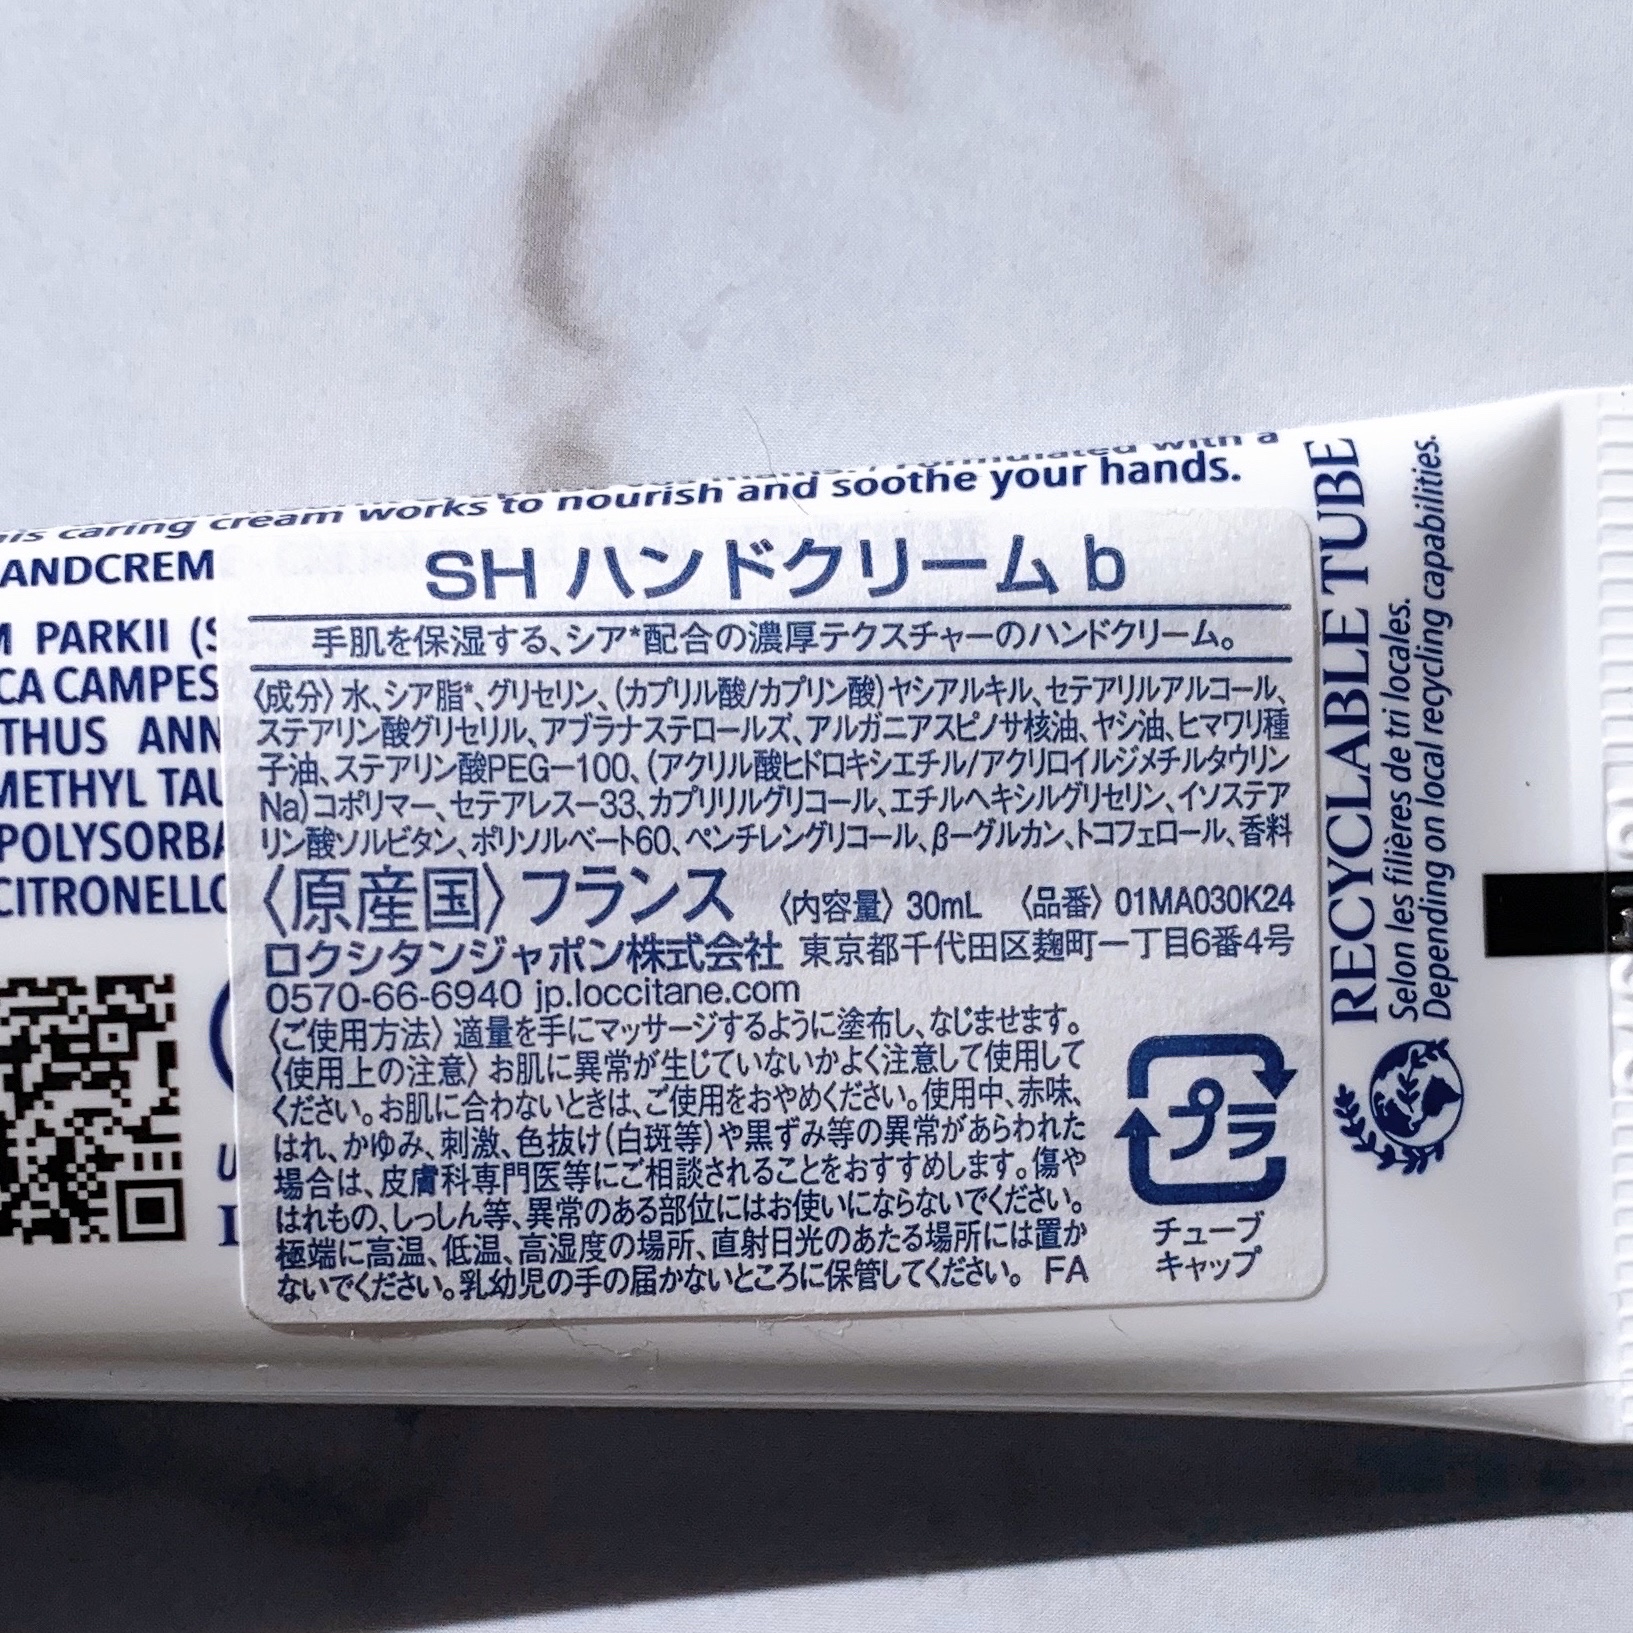 cream works to nourish and soothe your hands.
ANDCREM
PARKII
CAMPES
THUS ANN
METHYL TAU
POLYSORBA
CITRONELLO
SH ハンドクリーム b
手肌を保湿する、シア*配合の濃厚テクスチャーのハンドクリーム。
〈成分〉水、シア脂*、グリセリン、(カプリル酸/カプリン酸)ヤシアルキル、セテアリルアルコール、
ステアリン酸グリセリル、アブラナステロールズ、アルガニアスピノサ核油、ヤシ油、ヒマワリ種
子油、ステアリン酸PEG－100、(アクリル酸ヒドロキシエチル/アクリロイルジメチルタウリン
Na)コポリマー、セテアレス－33、カプリリルグリコール、エチルヘキシルグリセリン、イソステア
リン酸ソルビタン、ポリソルベート60、ペンチレングリコール、β－グルカン、トコフェロール、香料
〈原産国〉フランス 〈内容量〉30mL 〈品番〉01MA030K24
ロクシタンジャポン株式会社 東京都千代田区麹町一丁目6番4号
0570-66-6940 jp.loccitane.com
〈ご使用方法〉適量を手にマッサージするように塗布し、なじませます。
〈使用上の注意〉お肌に異常が生じていないかよく注意して使用して
ください。お肌に合わないときは、ご使用をおやめください。使用中、赤味、
はれ、かゆみ、刺激、色抜け(白斑等)や黒ずみ等の異常があらわれた
場合は、皮膚科専門医等にご相談されることをおすすめします。傷や
はれもの、しっしん等、異常のある部位にはお使いにならないでください。
極端に高温、低温、高湿度の場所、直射日光のあたる場所には置か
ないでください。乳幼児の手の届かないところに保管してください。 FA
プラ
チューブ
キャップ
RECYCLABLE TUBE
Selon les filières de tri locales.
Depending on local recycling capabilities.